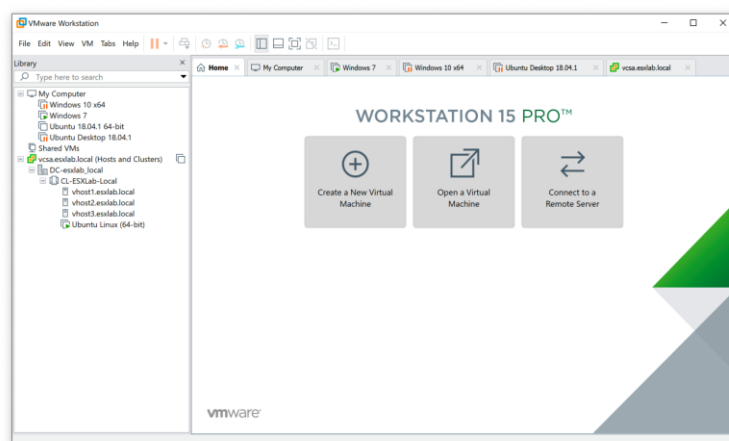 VMware Workstation
File Edit View VM Tabs Help
Library
Type here to search
My Computer
Windows 10 x64
Windows 7
Ubuntu 18.04.1 64-bit
Ubuntu Desktop 18.04.1
Shared VMs
vcsa.esxlab.local (Hosts and Clusters)
DC-esxlab_local
CL-ESXLab-Local
vhost1.esxlab.local
vhost2.esxlab.local
vhost3.esxlab.local
Ubuntu Linux (64-bit)
Home My Computer Windows 7 Windows 10 x64 Ubuntu Desktop 18.04.1 vcsa.esxlab.local
WORKSTATION 15 PRO™
Create a New Virtual
Machine
Open a Virtual
Machine
Connect to a
Remote Server
vmware